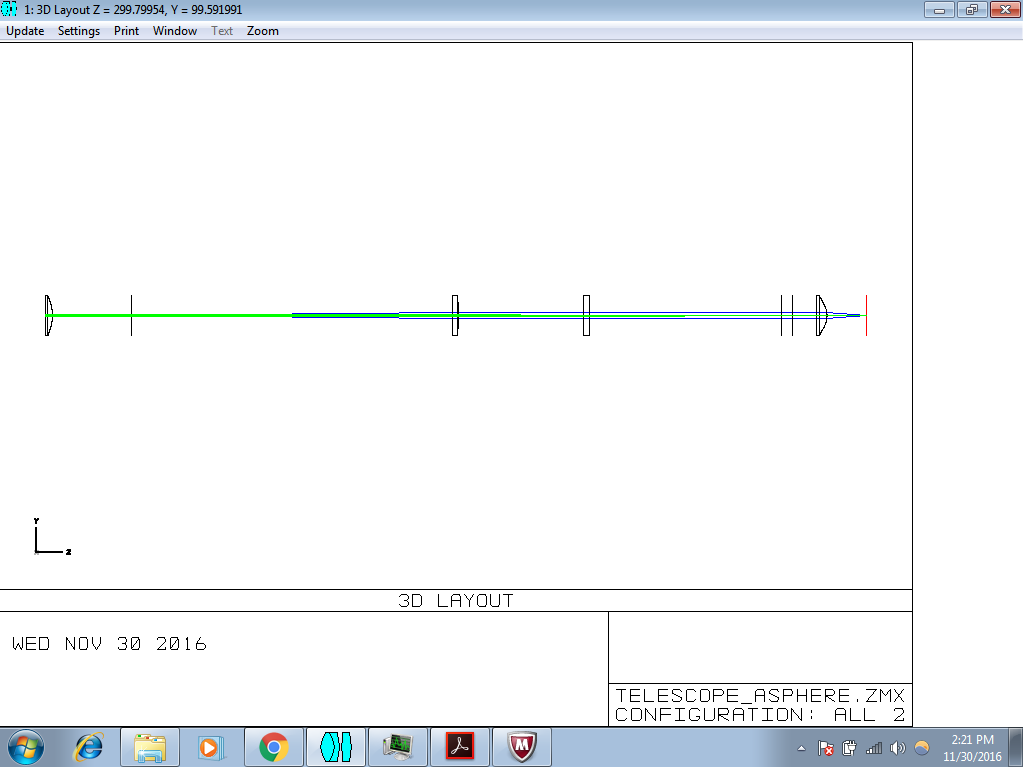 1: 3D Layout Z = 299.79954, Y = 99.591991
Update Settings Print Window Text Zoom
Y
Z
3D LAYOUT
WED NOV 30 2016
TELESCOPE_ASPHERE.ZMX
CONFIGURATION: ALL 2
2:21 PM
11/30/2016